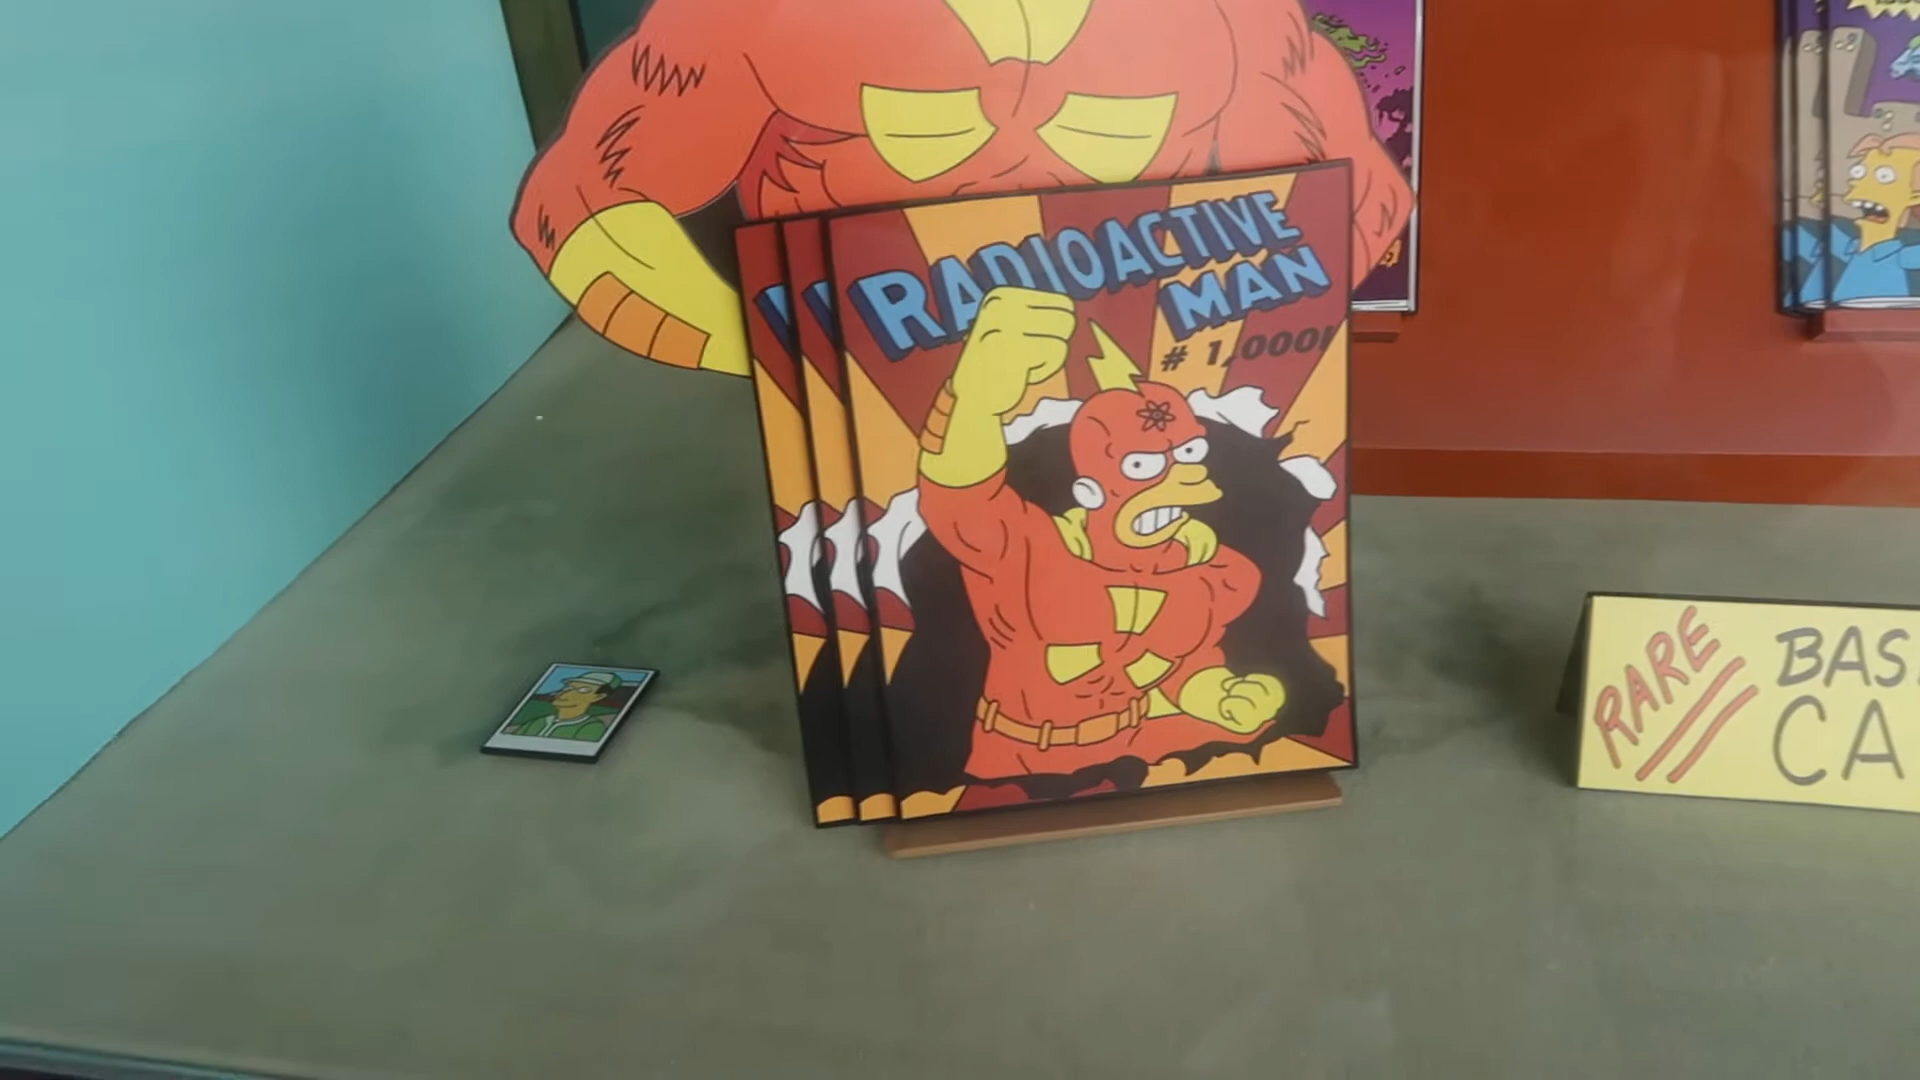 RADIOACTIVE
MAN
# 1,000!
RARE
BAS
CA